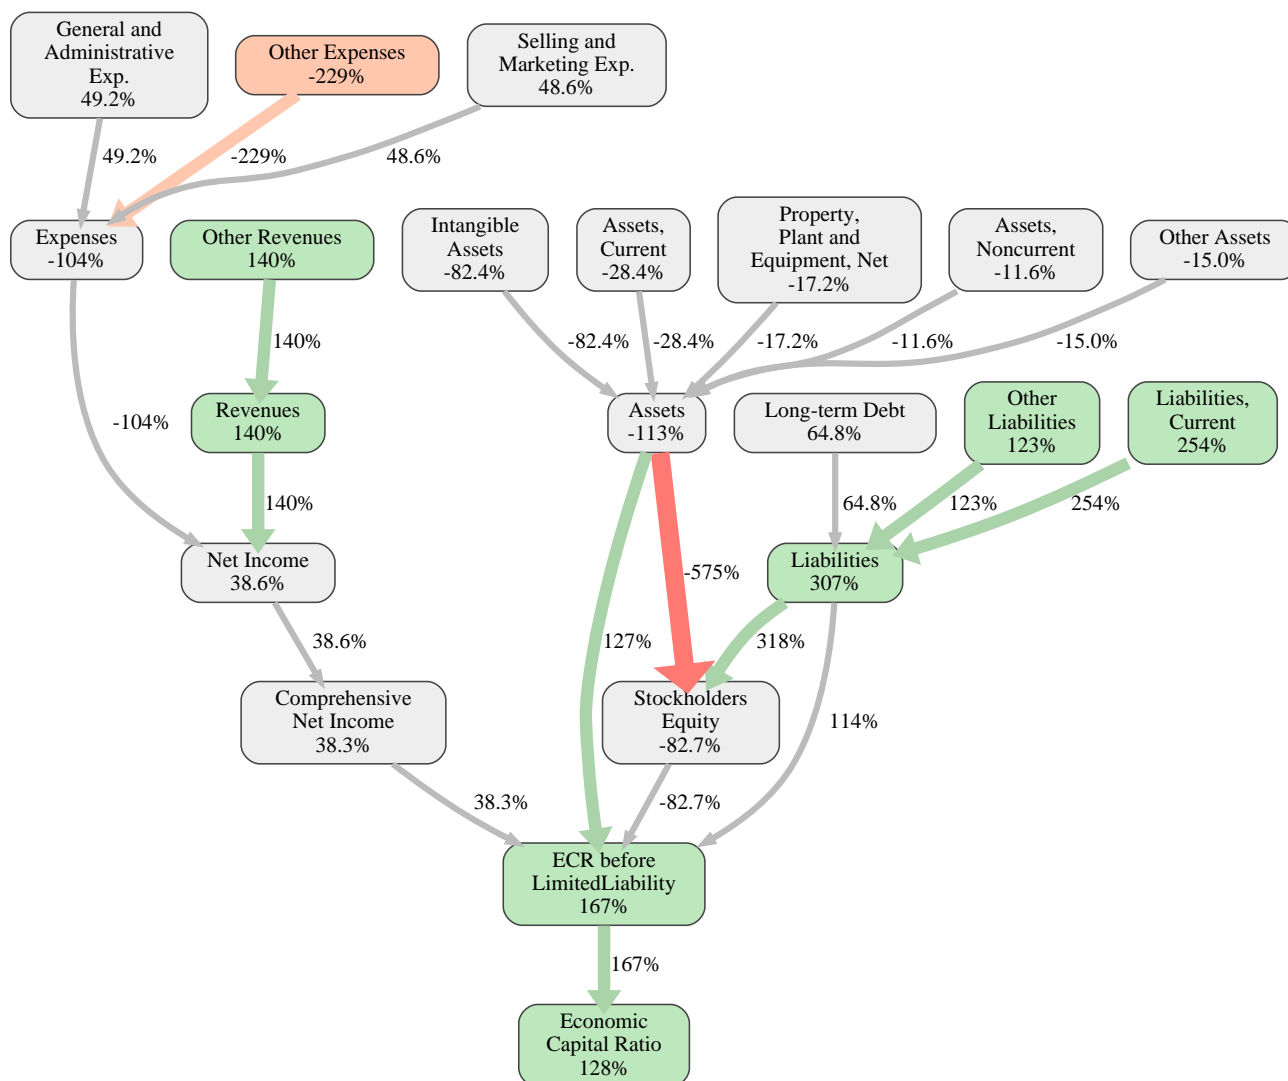 General and
Administrative
Exp.
49.2%
Other Expenses
-229%
Selling and
Marketing Exp.
48.6%
49.2%
-229%
48.6%
Expenses
-104%
Other Revenues
140%
Intangible
Assets
-82.4%
Assets,
Current
-28.4%
Property,
Plant and
Equipment, Net
-17.2%
Assets,
Noncurrent
-11.6%
Other Assets
-15.0%
140%
-82.4%
-28.4%
-17.2%
-11.6%
-15.0%
-104%
Revenues
140%
Assets
-113%
Long-term Debt
64.8%
Other
Liabilities
123%
Liabilities,
Current
254%
140%
64.8%
123%
254%
Net Income
38.6%
-575%
Liabilities
307%
38.6%
127%
318%
Comprehensive
Net Income
38.3%
Stockholders
Equity
-82.7%
114%
38.3%
-82.7%
ECR before
LimitedLiability
167%
167%
Economic
Capital Ratio
128%